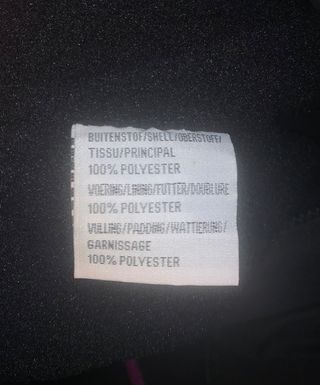 BUITENSTOF/SHELL/OBERSTOFF/
TISSU/PRINCIPAL
100% POLYESTER
VOERING/LINING/FUTTER/DOUBLURE
100% POLYESTER
VULLING/PADDING/WATTIERUNG/
GARNISSAGE
100% POLYESTER